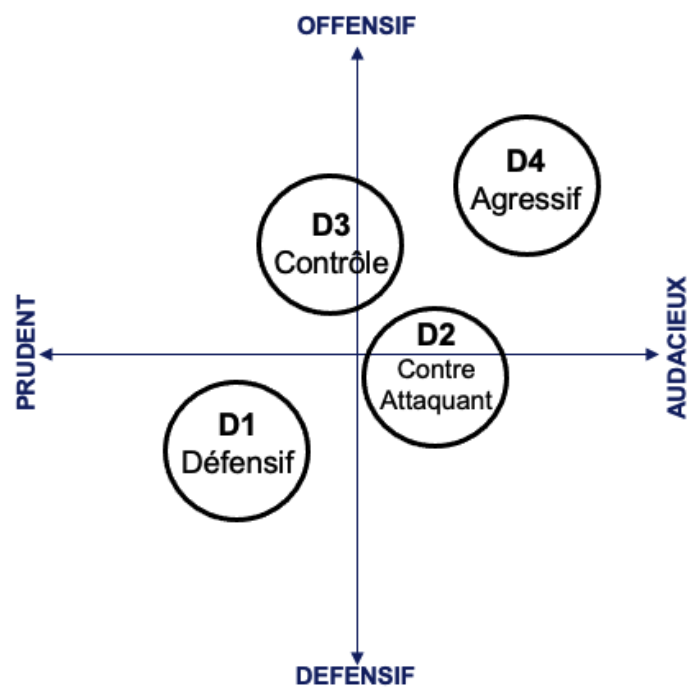 OFFENSIF
D4
Agressif
D3
Contrôle
PRUDENT
AUDACIEUX
D2
Contre
Attaquant
D1
Défensif
DEFENSIF